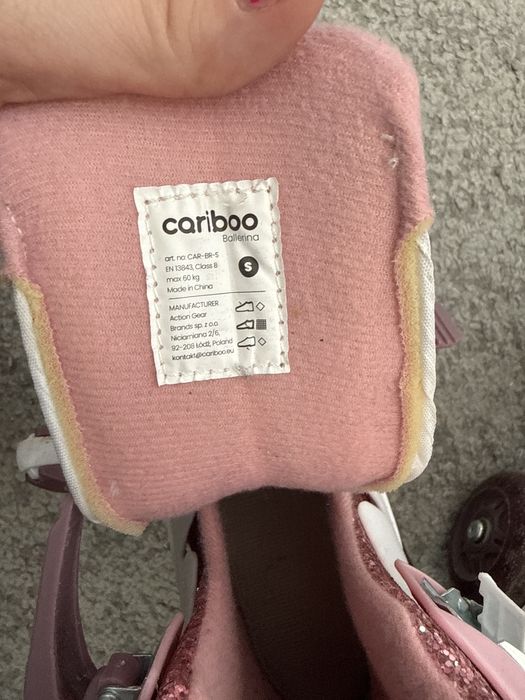 cariboo
Ballerina
art. no: CAR-BR-S
EN 13843, Class B
max 60 kg
Made in China
S
MANUFACTURER
Action Gear
Brands sp. z o.o
Niciarniana 2/6,
92-208 Łódź, Poland
kontakt@cariboo.eu